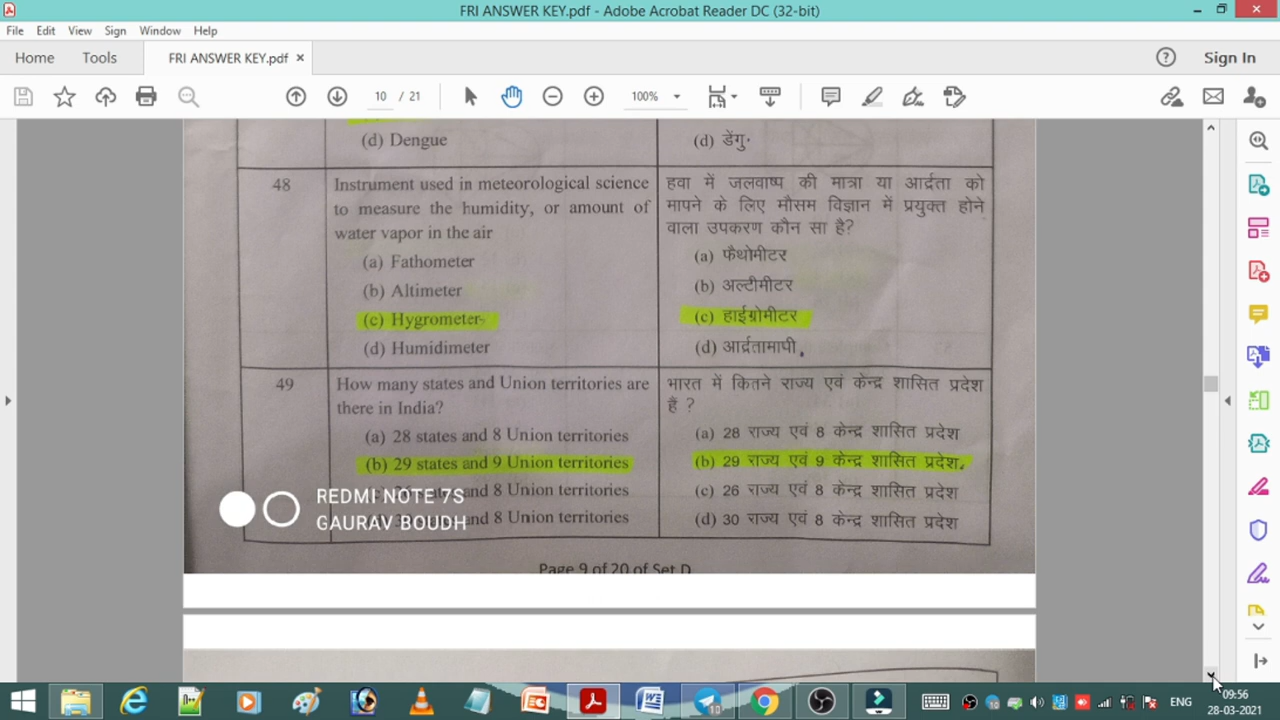 FRI ANSWER KEY.pdf - Adobe Acrobat Reader DC (32-bit)
File Edit View Sign Window Help
Home Tools FRI ANSWER KEY.pdf × Sign In
10 / 21 100%
(d) Dengue
(d) डेंगु
48
Instrument used in meteorological science
to measure the humidity, or amount of
water vapor in the air
(a) Fathometer
(b) Altimeter
(c) Hygrometer
(d) Humidimeter
हवा में जलवाष्प की मात्रा या आर्द्रता को
मापने के लिए मौसम विज्ञान में प्रयुक्त होने
वाला उपकरण कौन सा है?
(a) फैथोमीटर
(b) अल्टीमीटर
(c) हाईग्रोमीटर
(d) आर्द्रतामापी
49
How many states and Union territories are
there in India?
(a) 28 states and 8 Union territories
(b) 29 states and 9 Union territories
and 8 Union territories
and 8 Union territories
भारत में कितने राज्य एवं केन्द्र शासित प्रदेश
हैं ?
(a) 28 राज्य एवं 8 केन्द्र शासित प्रदेश
(b) 29 राज्य एवं 9 केन्द्र शासित प्रदेश
(c) 26 राज्य एवं 8 केन्द्र शासित प्रदेश
(d) 30 राज्य एवं 8 केन्द्र शासित प्रदेश
REDMI NOTE 7S
GAURAV BOUDH
Page 9 of 20 of Set D
ENG
09:56
28-03-2021